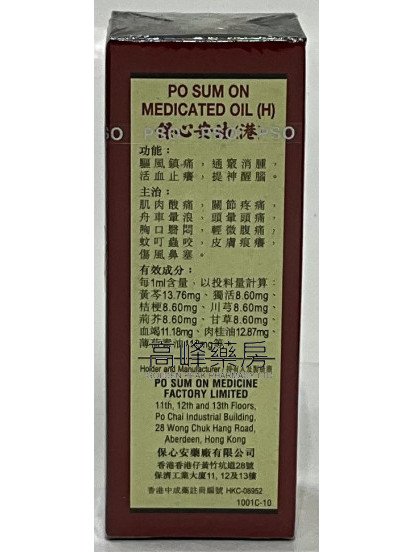 PO SUM ON
MEDICATED OIL (H)
保心安油(港)
PSO PSO PSO
功能：
驅風鎮痛，通竅消腫，
活血止癢，提神醒腦。
主治：
肌肉酸痛，關節疼痛，
舟車暈浪，頭暈頭痛，
胸口翳悶，輕微腹痛，
蚊叮蟲咬，皮膚痕癢，
傷風鼻塞。
有效成分：
每1ml含量，以投料量計算：
黃芩13.76mg、獨活8.60mg、
桔梗8.60mg、川芎8.60mg、
荊芥8.60mg、甘草8.60mg、
血竭11.18mg、肉桂油12.87mg、
高峰藥房
Holder and Manufacturer
PO SUM ON MEDICINE
FACTORY LIMITED
11th, 12th and 13th Floors,
Po Chai Industrial Building,
28 Wong Chuk Hang Road,
Aberdeen, Hong Kong
保心安藥廠有限公司
香港香港仔黃竹坑道28號
保濟工業大廈11, 12及13樓
香港中成藥註冊編號 HKC-08952
1001C-10